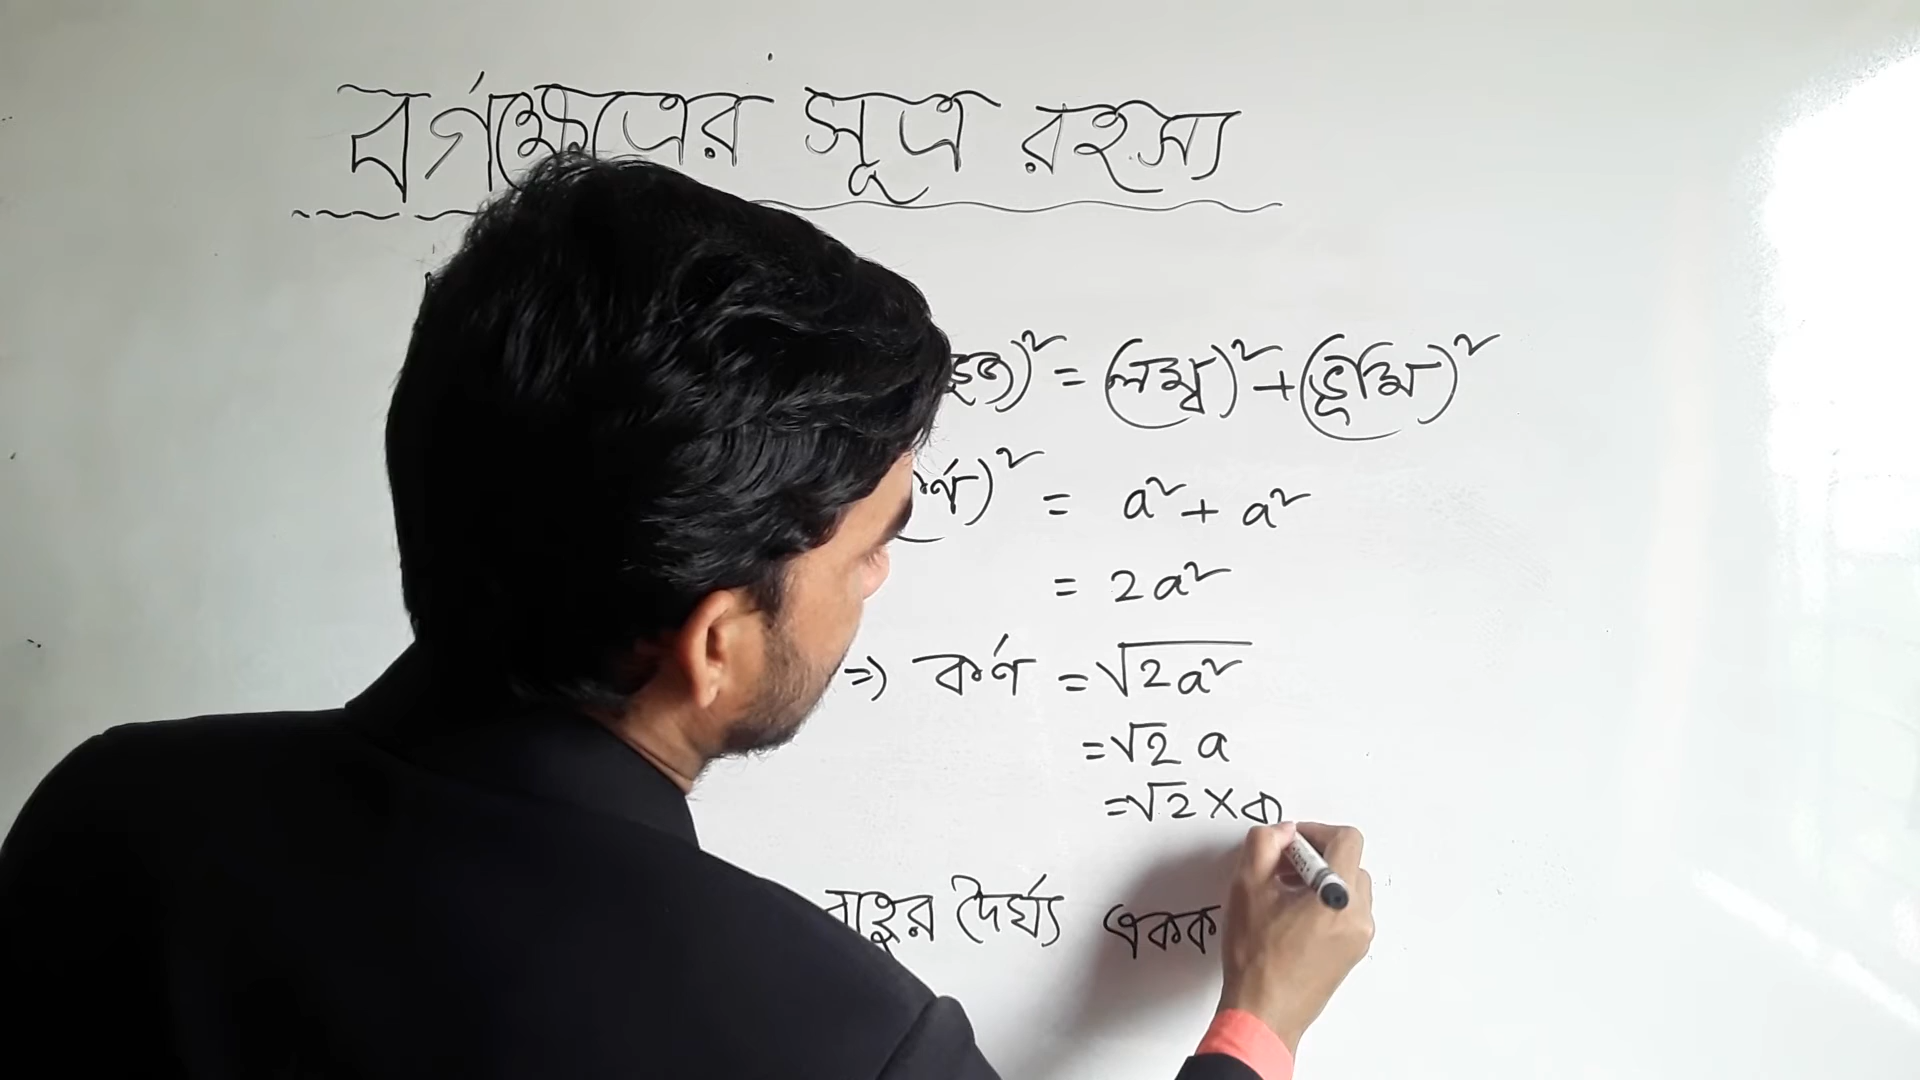 বর্গক্ষেত্রের সূত্র রহস্য
)² = (লম্ব)² + (ভূমি)²
)² = a² + a²
= 2a²
=> কর্ণ = √2a²
= √2 a
= √2 × ব
বাহুর দৈর্ঘ্য একক